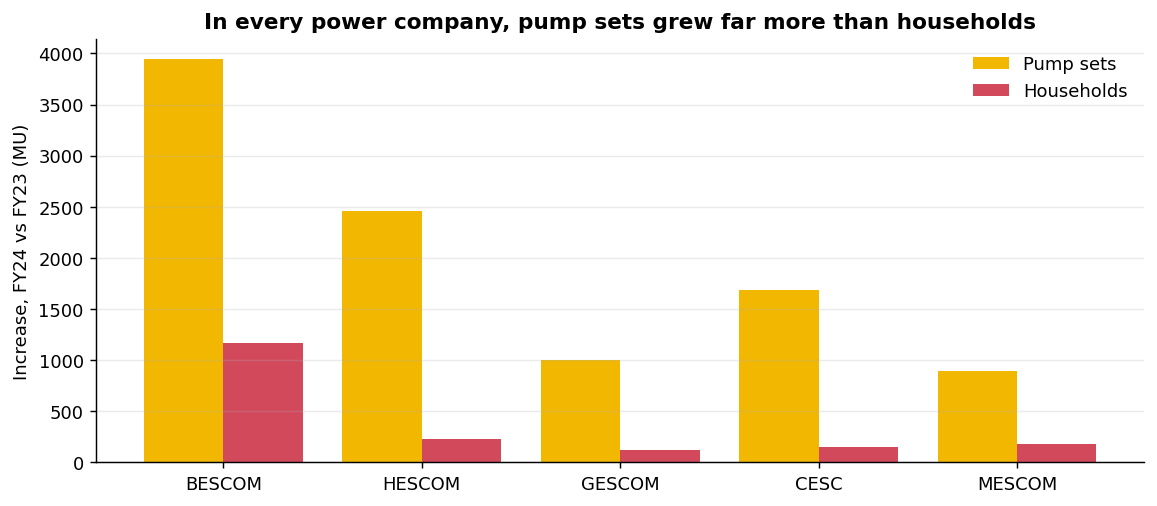 In every power company, pump sets grew far more than households
Pump sets
Households
Increase, FY24 vs FY23 (MU)
4000
3500
3000
2500
2000
1500
1000
500
0
BESCOM
HESCOM
GESCOM
CESC
MESCOM